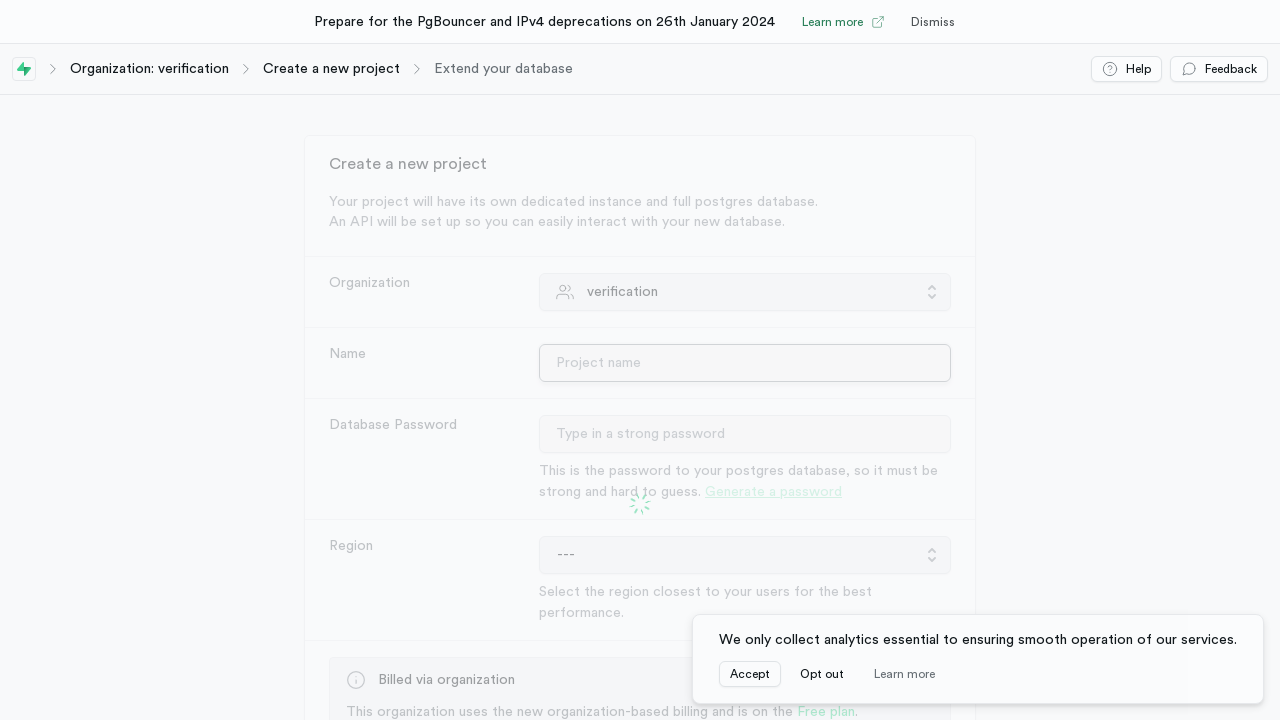 Prepare for the PgBouncer and IPv4 deprecations on 26th January 2024 Learn more Dismiss
Organization: verification Create a new project Extend your database Help Feedback
Create a new project
Your project will have its own dedicated instance and full postgres database.
An API will be set up so you can easily interact with your new database.
Organization verification
Name Project name
Database Password Type in a strong password
This is the password to your postgres database, so it must be
strong and hard to guess. Generate a password
Region ---
Select the region closest to your users for the best
performance.
We only collect analytics essential to ensuring smooth operation of our services.
Accept Opt out Learn more
Billed via organization
This organization uses the new organization-based billing and is on the Free plan.